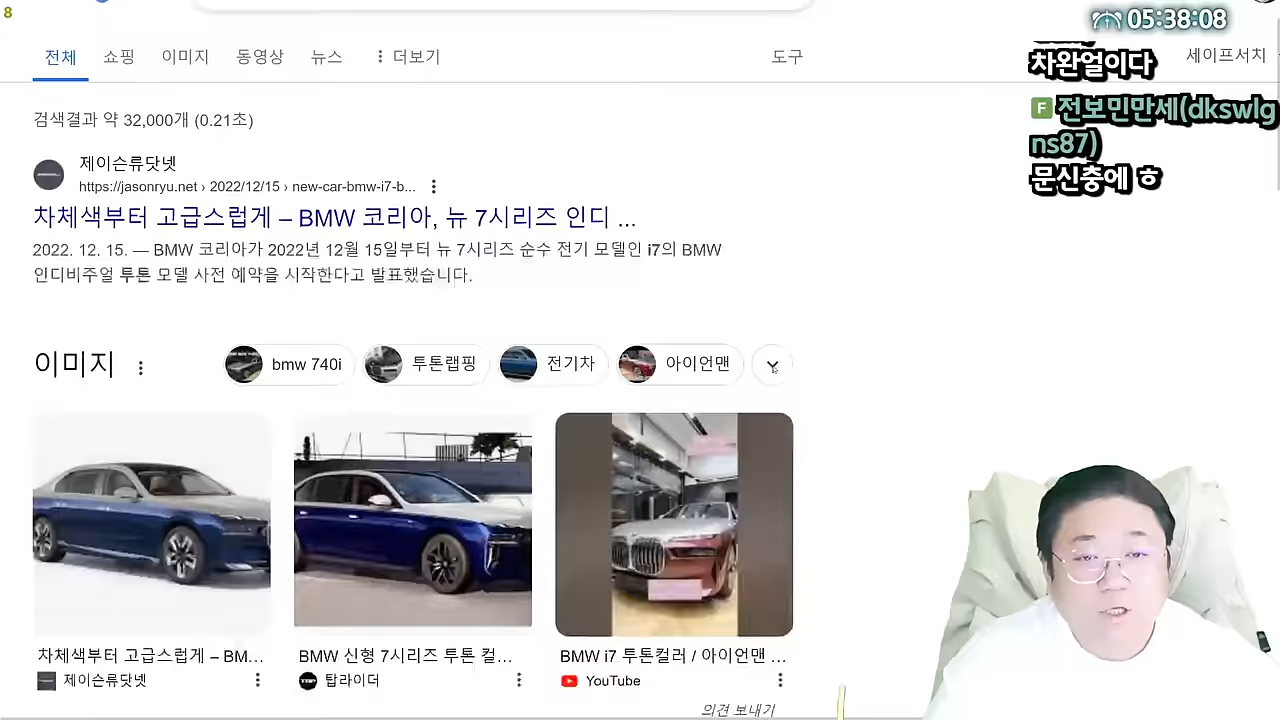 8
05:38:08
전체
쇼핑
이미지
동영상
뉴스
더보기
도구
세이프서치
차완얼이다
F 전보민만세(dkswlg
ns87)
문신충에 ㅎ
검색결과 약 32,000개 (0.21초)
제이슨류닷넷
https://jasonryu.net › 2022/12/15 › new-car-bmw-i7-b...
차체색부터 고급스럽게 – BMW 코리아, 뉴 7시리즈 인디 ...
2022. 12. 15. — BMW 코리아가 2022년 12월 15일부터 뉴 7시리즈 순수 전기 모델인 i7의 BMW
인디비주얼 투톤 모델 사전 예약을 시작한다고 발표했습니다.
이미지
bmw 740i
투톤랩핑
전기차
아이언맨
차체색부터 고급스럽게 – BM...
제이슨류닷넷
BMW 신형 7시리즈 투톤 컬...
탑라이더
BMW i7 투톤컬러 / 아이언맨 ...
YouTube
의견 보내기